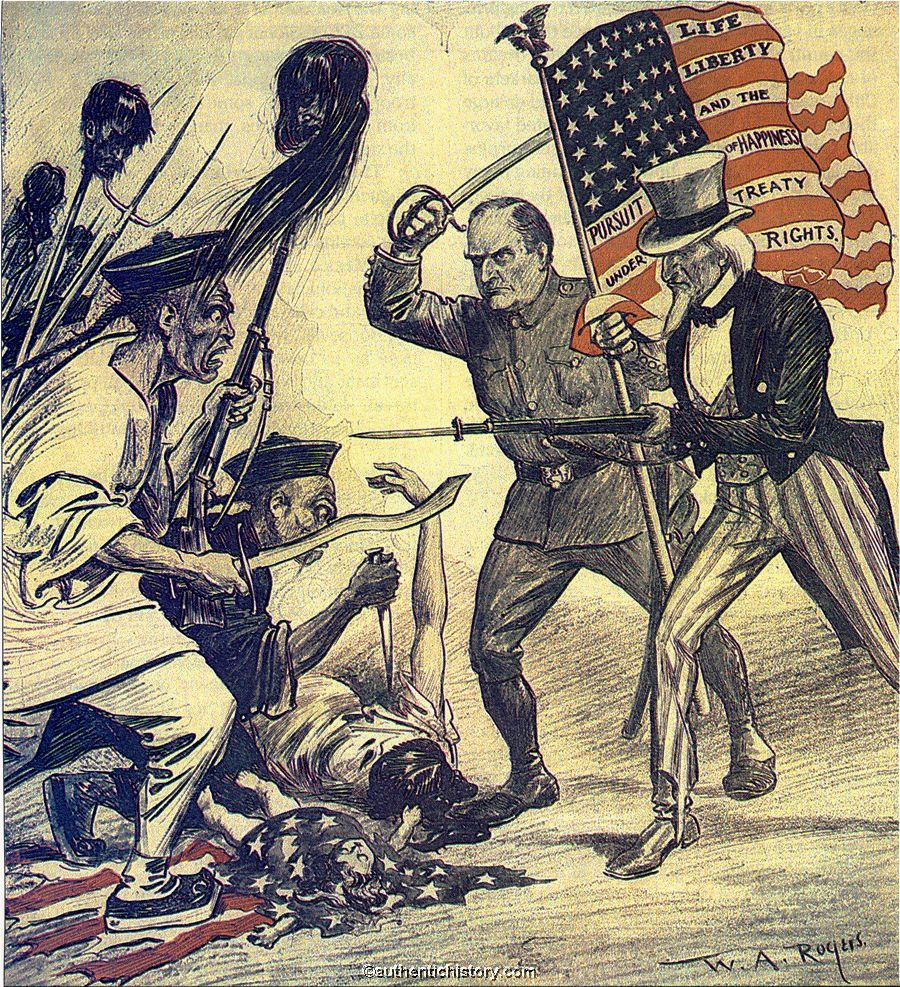 LIFE
LIBERTY
AND THE
PURSUIT OF HAPPINESS
UNDER TREATY
RIGHTS.
W. A. ROGERS.
©authentichistory.com